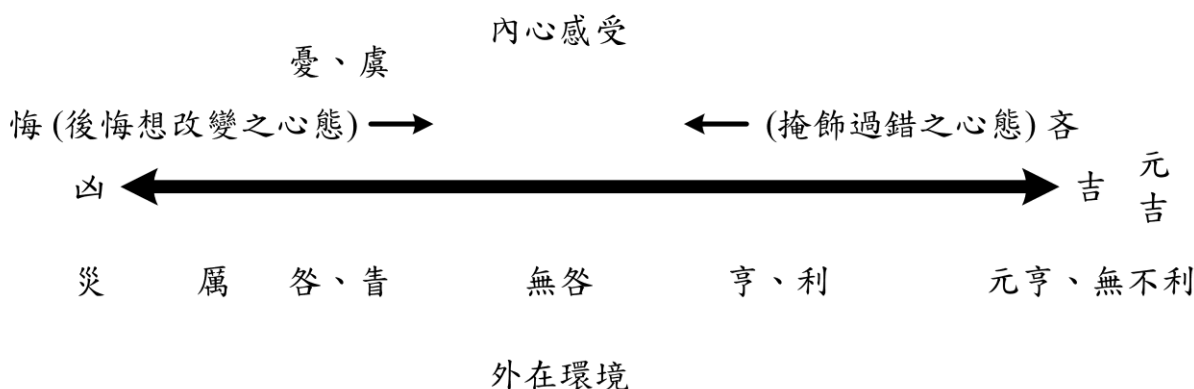 內心感受
憂、虞
悔 (後悔想改變之心態)
(掩飾過錯之心態) 吝
凶
吉
元吉
災
厲
咎、眚
無咎
亨、利
元亨、無不利
外在環境